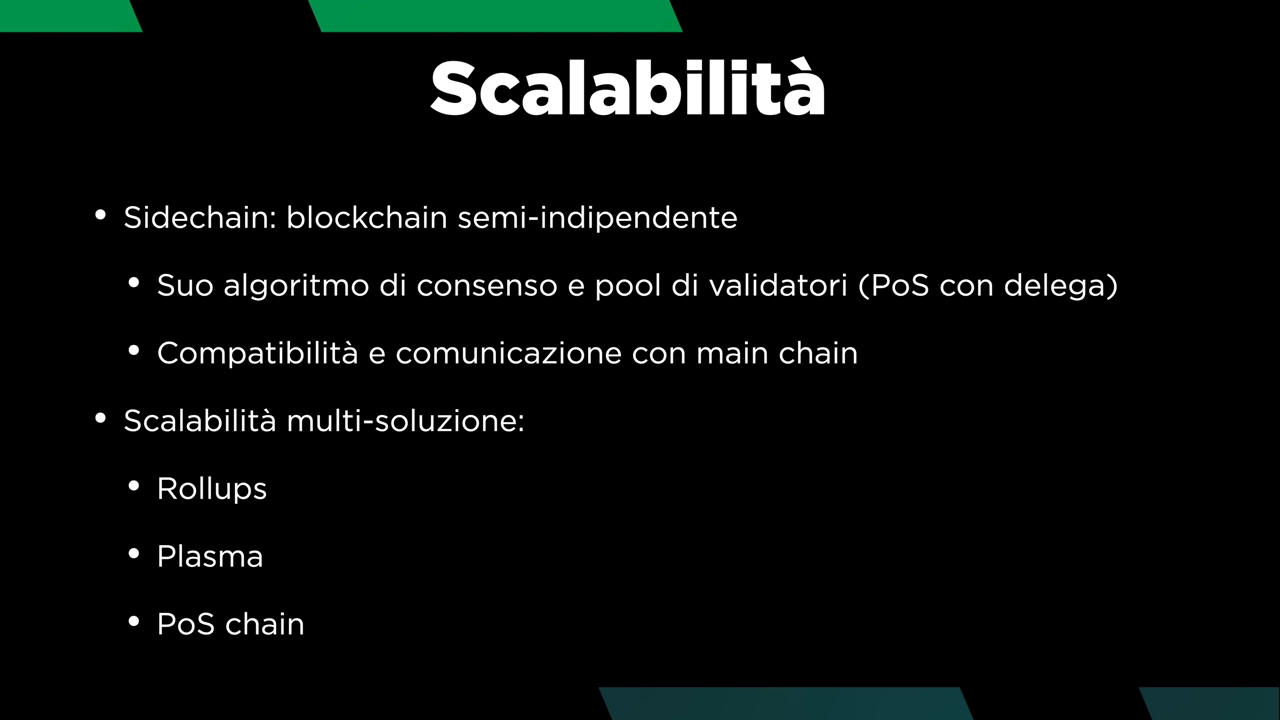 Scalabilità
• Sidechain: blockchain semi-indipendente
• Suo algoritmo di consenso e pool di validatori (PoS con delega)
• Compatibilità e comunicazione con main chain
• Scalabilità multi-soluzione:
• Rollups
• Plasma
• PoS chain